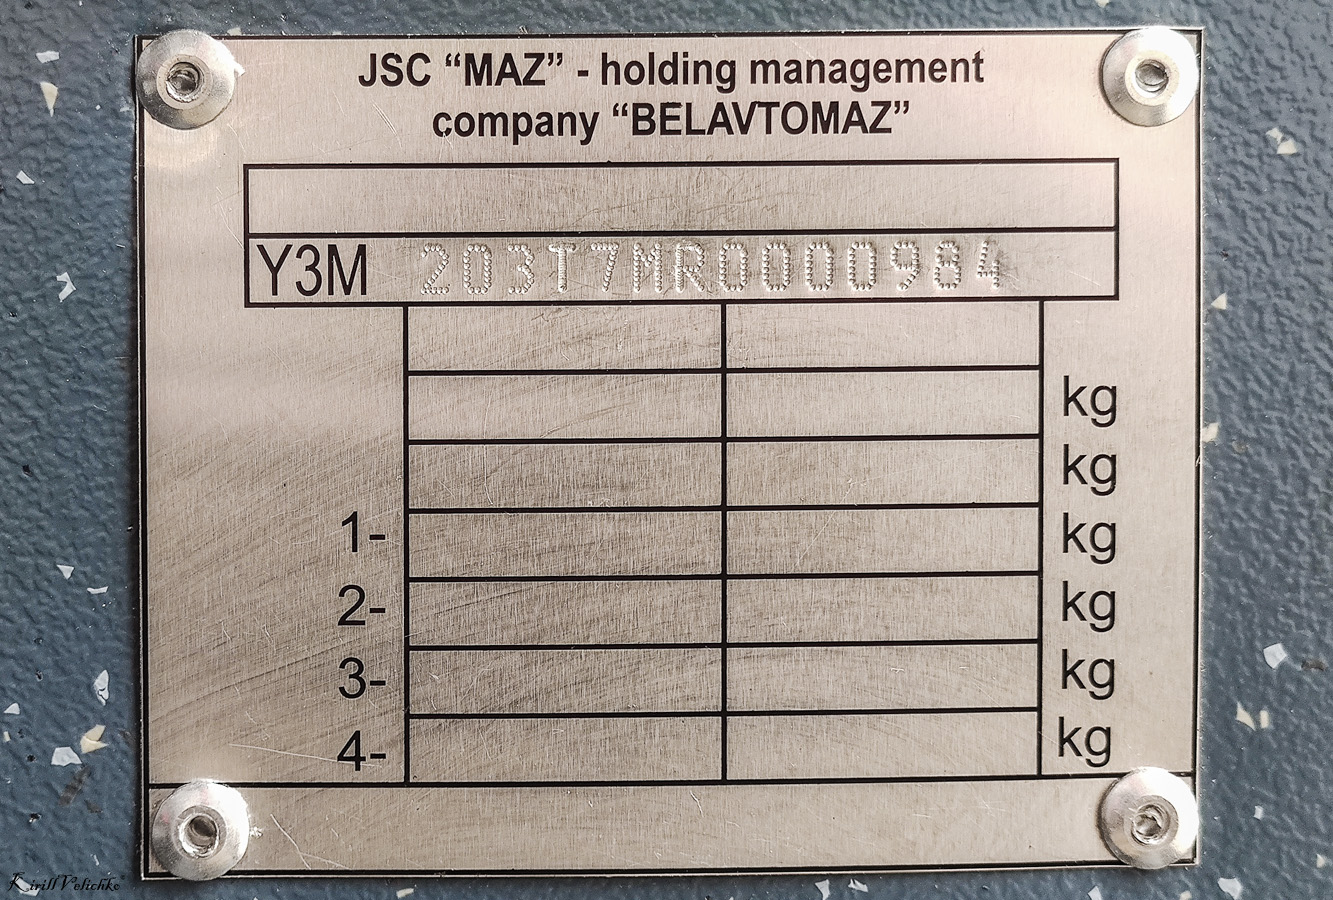 JSC “MAZ” - holding management
company “BELAVTOMAZ”
Y3M 203T7MR0000984
kg
kg
1- kg
2- kg
3- kg
4- kg
Kirill Velichko